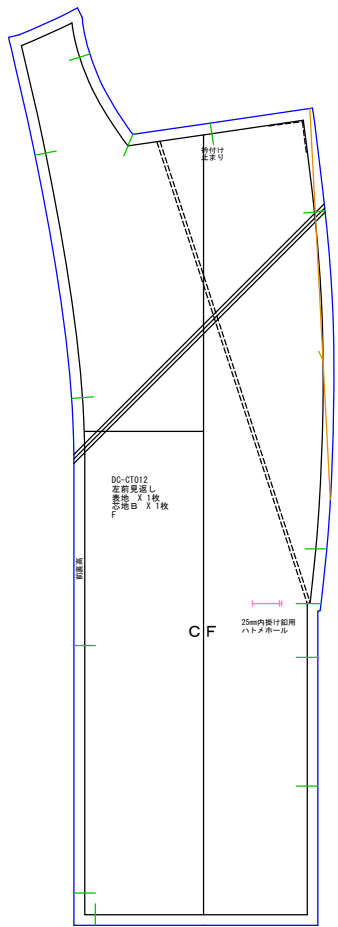 衿付け
止まり
DC-CT012
左前見返し
表地 X 1枚
芯地B X 1枚
F
前裏高
CF
25mm内掛け釦用
ハトメホール